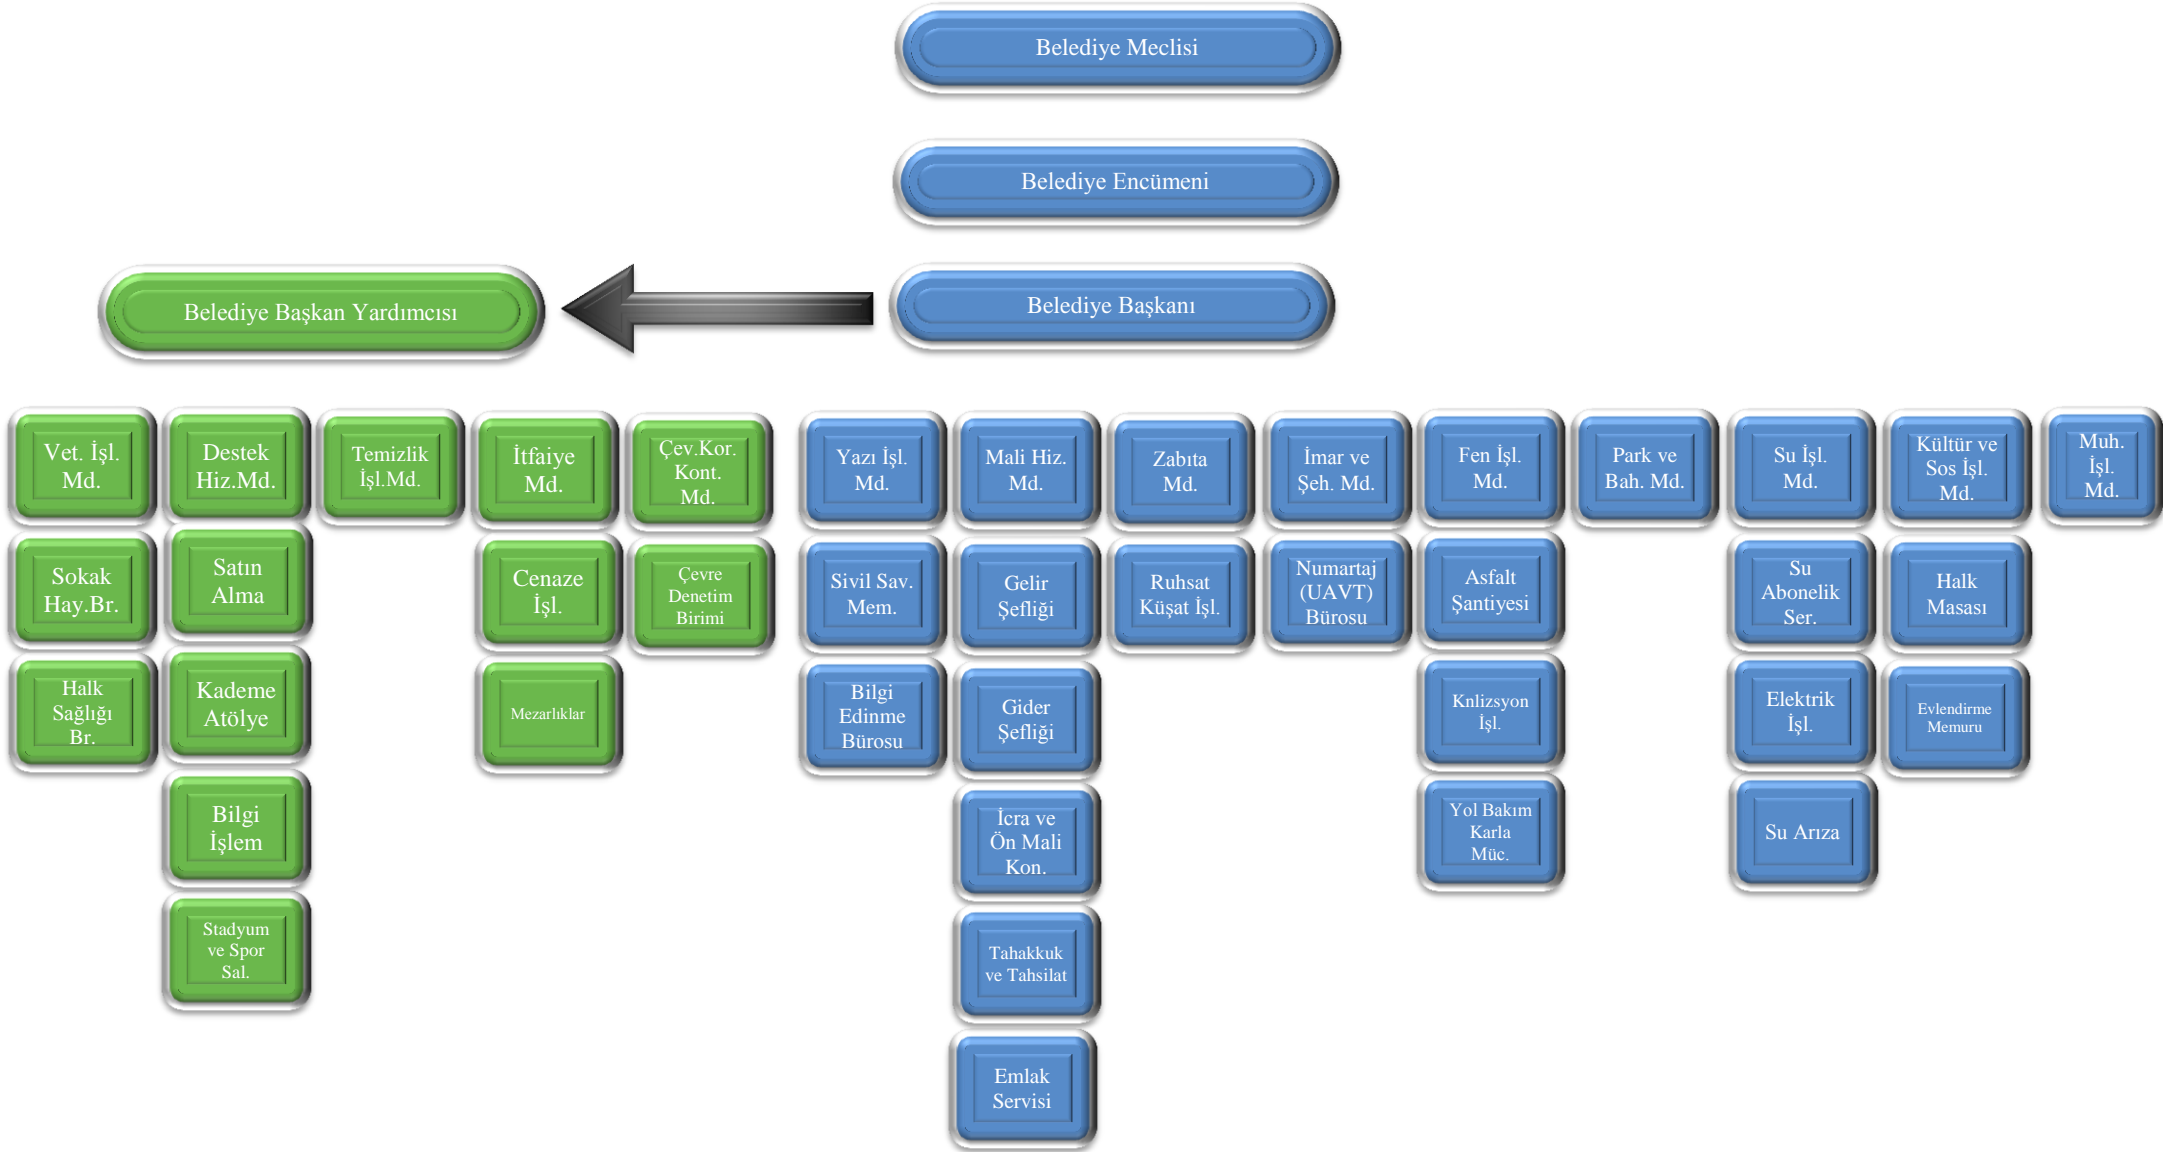 Belediye Meclisi
Belediye Encümeni
Belediye Başkanı
Belediye Başkan Yardımcısı
Vet. İşl.
Md.
Sokak
Hay.Br.
Halk
Sağlığı
Br.
Destek
Hiz.Md.
Satın
Alma
Kademe
Atölye
Bilgi
İşlem
Stadyum
ve Spor
Sal.
Temizlik
İşl.Md.
İtfaiye
Md.
Cenaze
İşl.
Mezarlıklar
Çev.Kor.
Kont.
Md.
Çevre
Denetim
Birimi
Yazı İşl.
Md.
Sivil Sav.
Mem.
Bilgi
Edinme
Bürosu
Mali Hiz.
Md.
Gelir
Şefliği
Gider
Şefliği
İcra ve
Ön Mali
Kon.
Tahakkuk
ve Tahsilat
Emlak
Servisi
Zabıta
Md.
Ruhsat
Küşat İşl.
İmar ve
Şeh. Md.
Numartaj
(UAVT)
Bürosu
Fen İşl.
Md.
Asfalt
Şantiyesi
Knlizsyon
İşl.
Yol Bakım
Karla
Müc.
Park ve
Bah. Md.
Su İşl.
Md.
Su
Abonelik
Ser.
Elektrik
İşl.
Su Arıza
Kültür ve
Sos İşl.
Md.
Halk
Masası
Evlendirme
Memuru
Muh.
İşl.
Md.